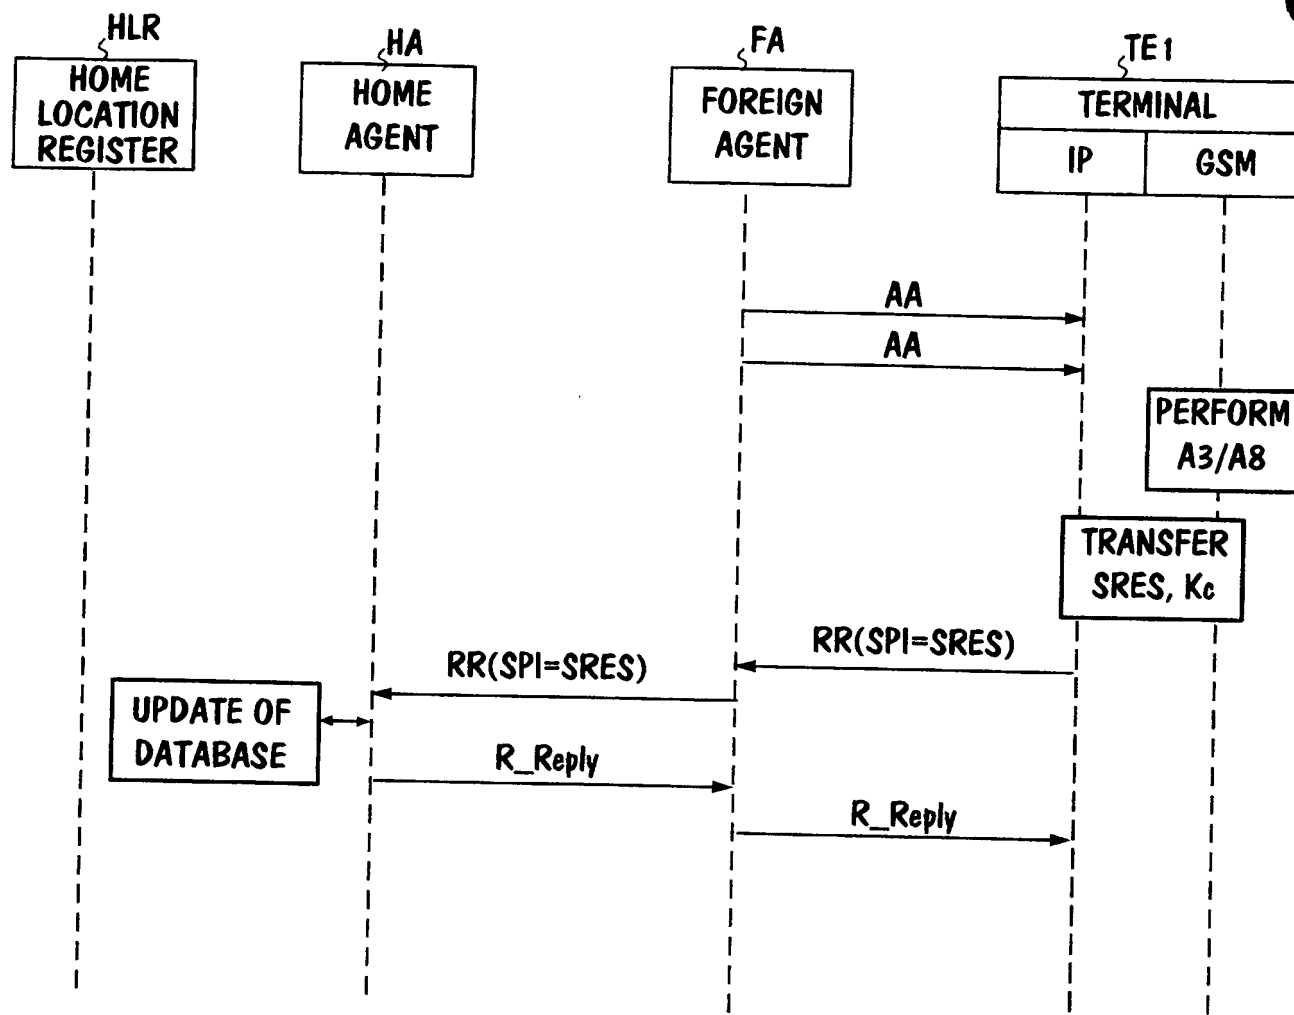 HLR
HOME
LOCATION
REGISTER
HA
HOME
AGENT
FA
FOREIGN
AGENT
TE1
TERMINAL
IP
GSM
AA
AA
PERFORM
A3/A8
TRANSFER
SRES, Kc
RR(SPI=SRES)
RR(SPI=SRES)
UPDATE OF
DATABASE
R_Reply
R_Reply